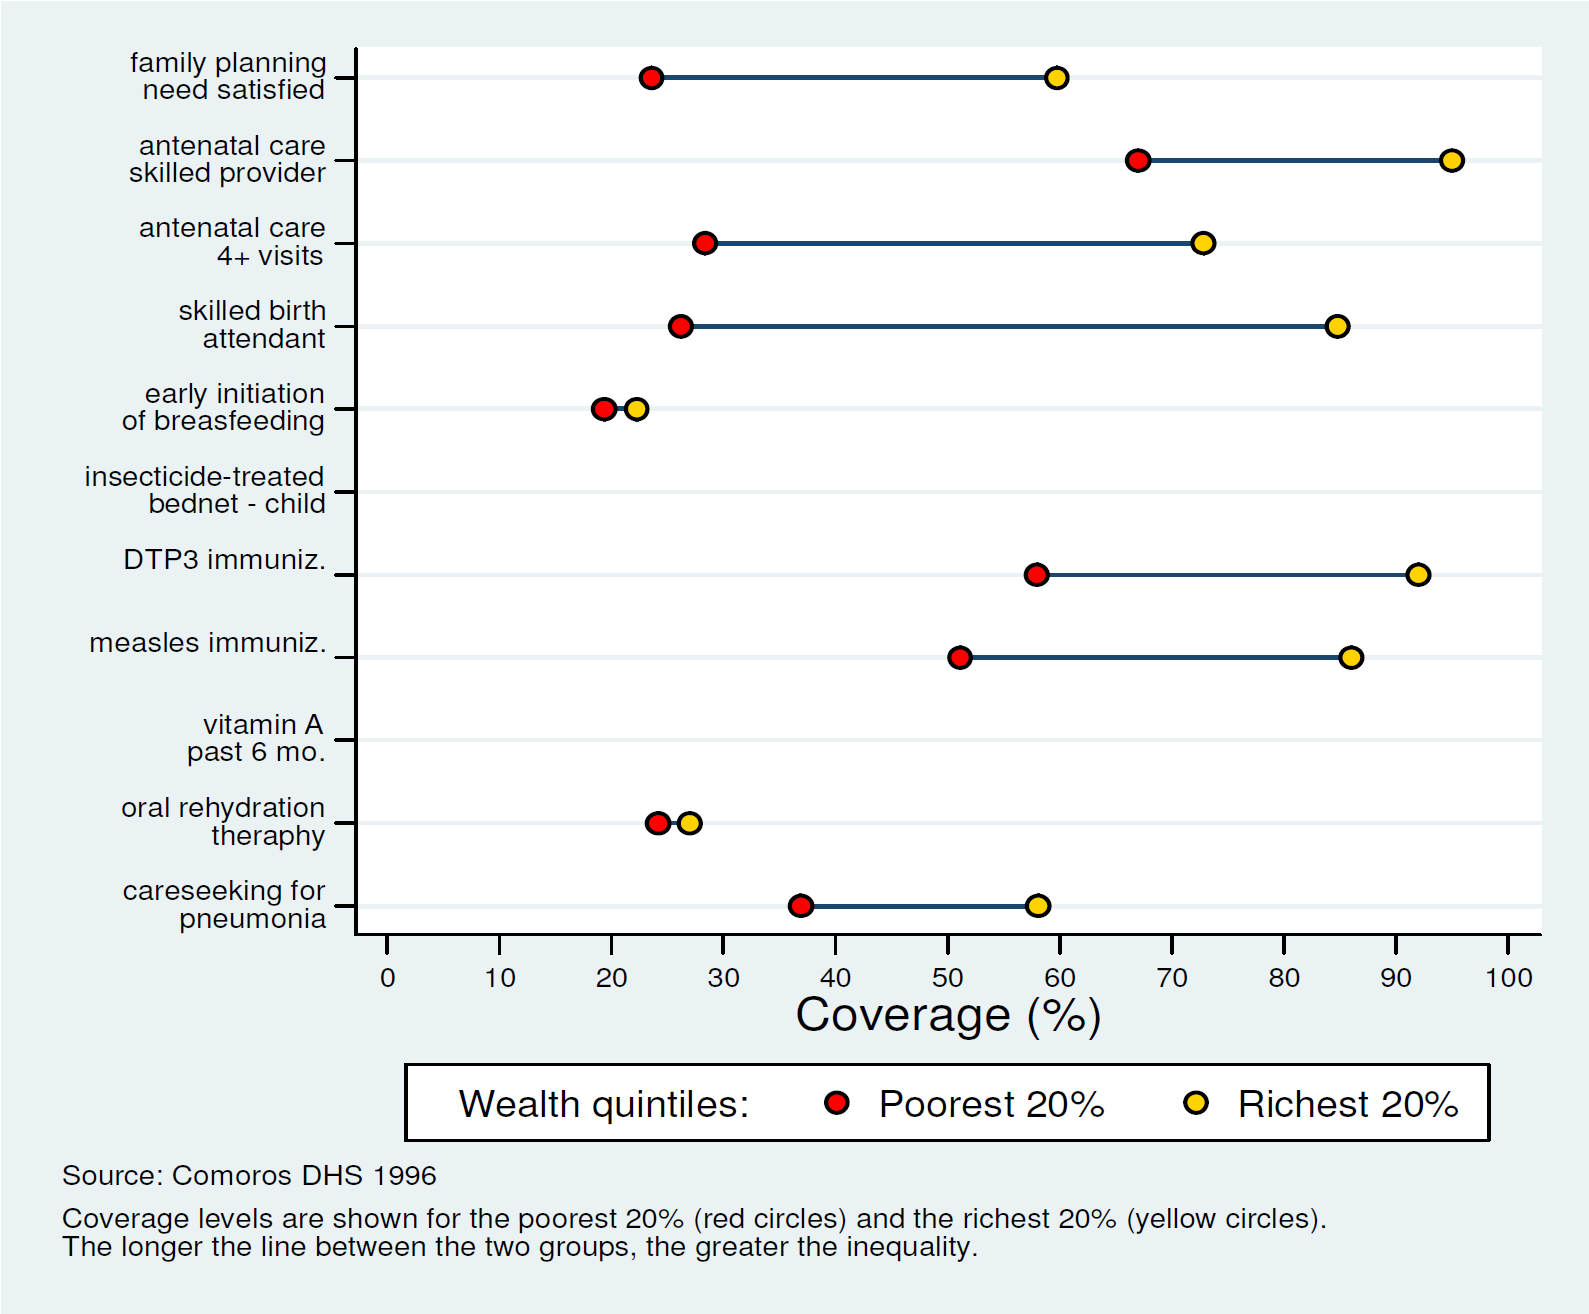 family planning
need satisfied
antenatal care
skilled provider
antenatal care
4+ visits
skilled birth
attendant
early initiation
of breasfeeding
insecticide-treated
bednet - child
DTP3 immuniz.
measles immuniz.
vitamin A
past 6 mo.
oral rehydration
theraphy
careseeking for
pneumonia
0 10 20 30 40 50 60 70 80 90 100
Coverage (%)
Wealth quintiles: Poorest 20% Richest 20%
Source: Comoros DHS 1996
Coverage levels are shown for the poorest 20% (red circles) and the richest 20% (yellow circles).
The longer the line between the two groups, the greater the inequality.